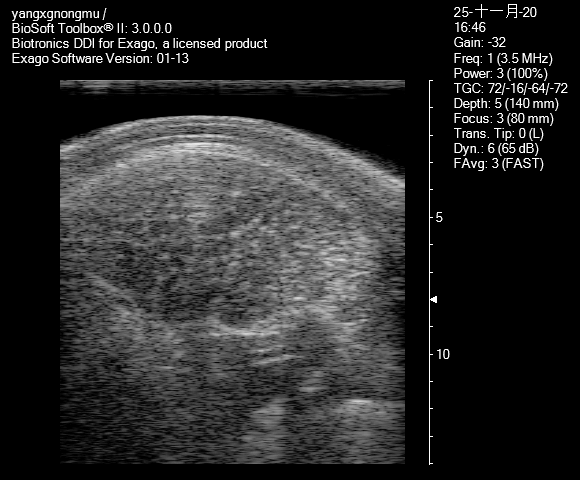 yangxgnongmu /
BioSoft Toolbox® II: 3.0.0.0
Biotronics DDI for Exago, a licensed product
Exago Software Version: 01-13
25-十一月-20
16:46
Gain: -32
Freq: 1 (3.5 MHz)
Power: 3 (100%)
TGC: 72/-16/-64/-72
Depth: 5 (140 mm)
Focus: 3 (80 mm)
Trans. Tip: 0 (L)
Dyn.: 6 (65 dB)
FAvg: 3 (FAST)
5
10